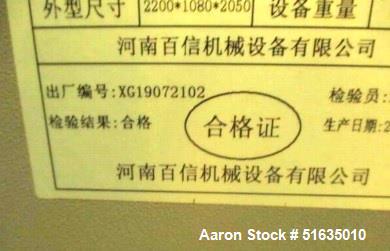 外型尺寸 2200*1080*2050 设备重量
河南百信机械设备有限公司
出厂编号:XG19072102 检验员:
检验结果:合格 合格证 生产日期:2
河南百信机械设备有限公司
Aaron Stock # 51635010